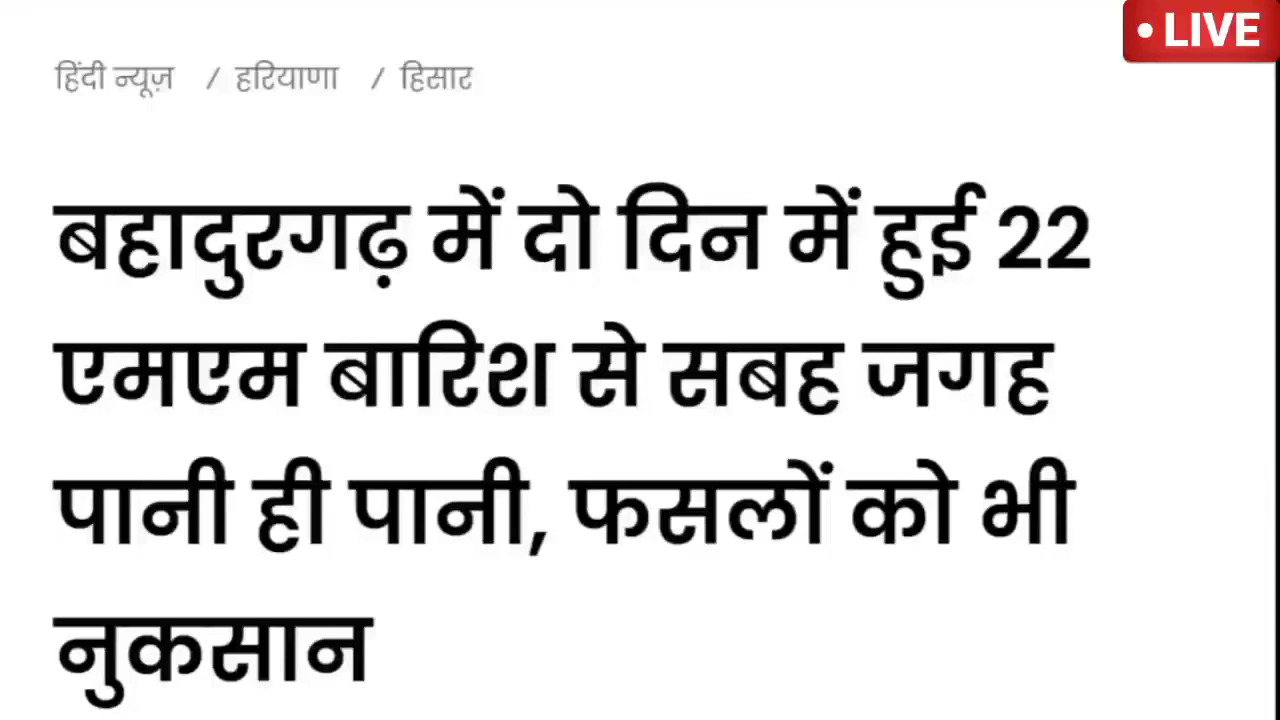 • LIVE
हिंदी न्यूज़ / हरियाणा / हिसार
बहादुरगढ़ में दो दिन में हुई 22
एमएम बारिश से सबह जगह
पानी ही पानी, फसलों को भी
नुकसान